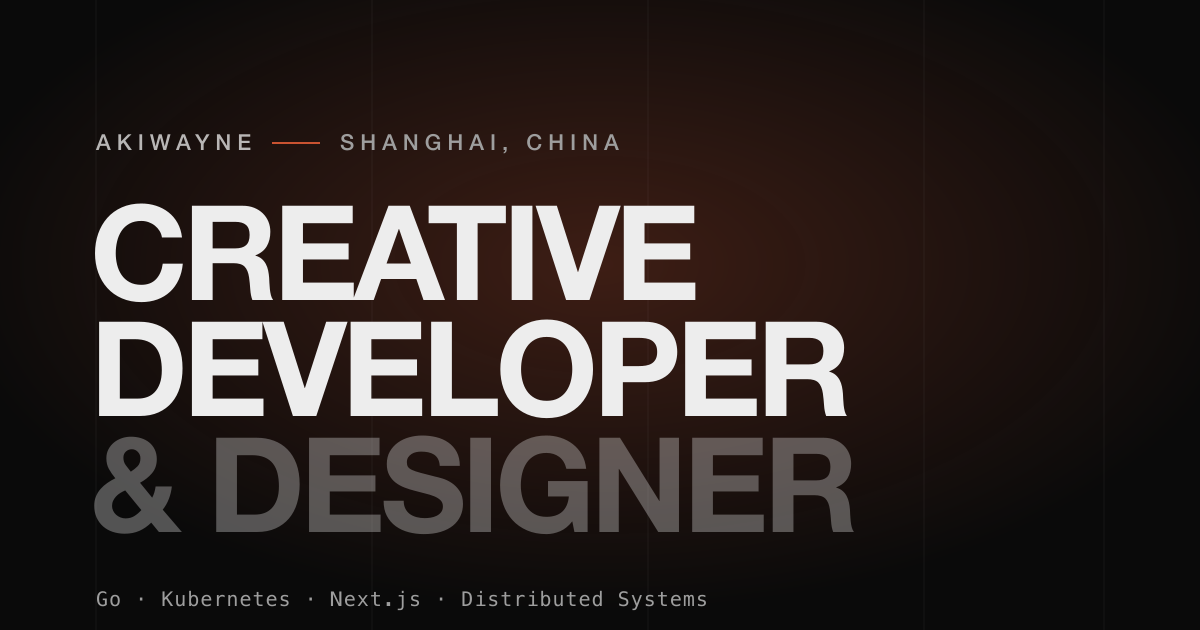 AKIWAYNE — SHANGHAI, CHINA
CREATIVE
DEVELOPER
& DESIGNER
Go · Kubernetes · Next.js · Distributed Systems